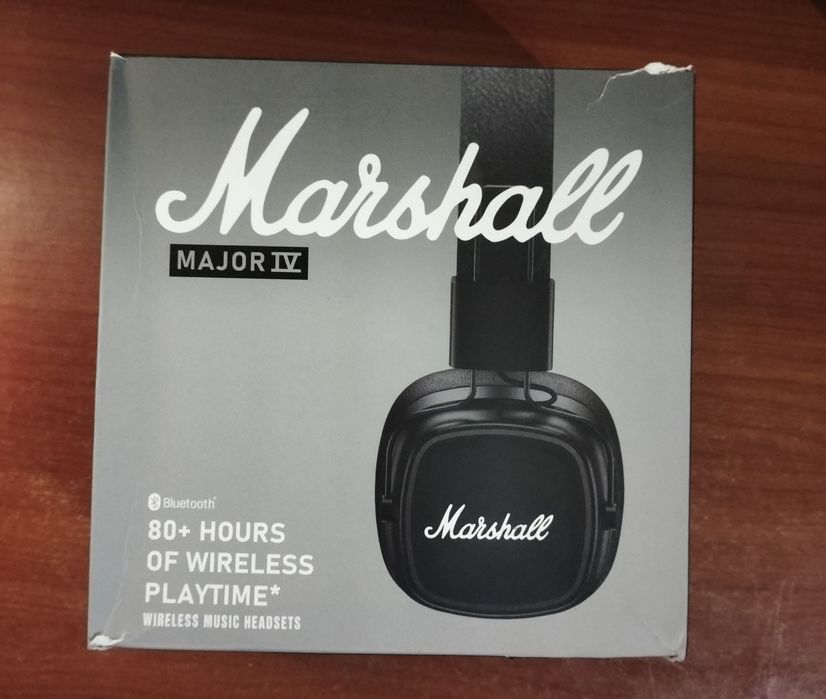 Marshall
MAJOR IV
Bluetooth®
80+ HOURS
OF WIRELESS
PLAYTIME*
WIRELESS MUSIC HEADSETS
Marshall